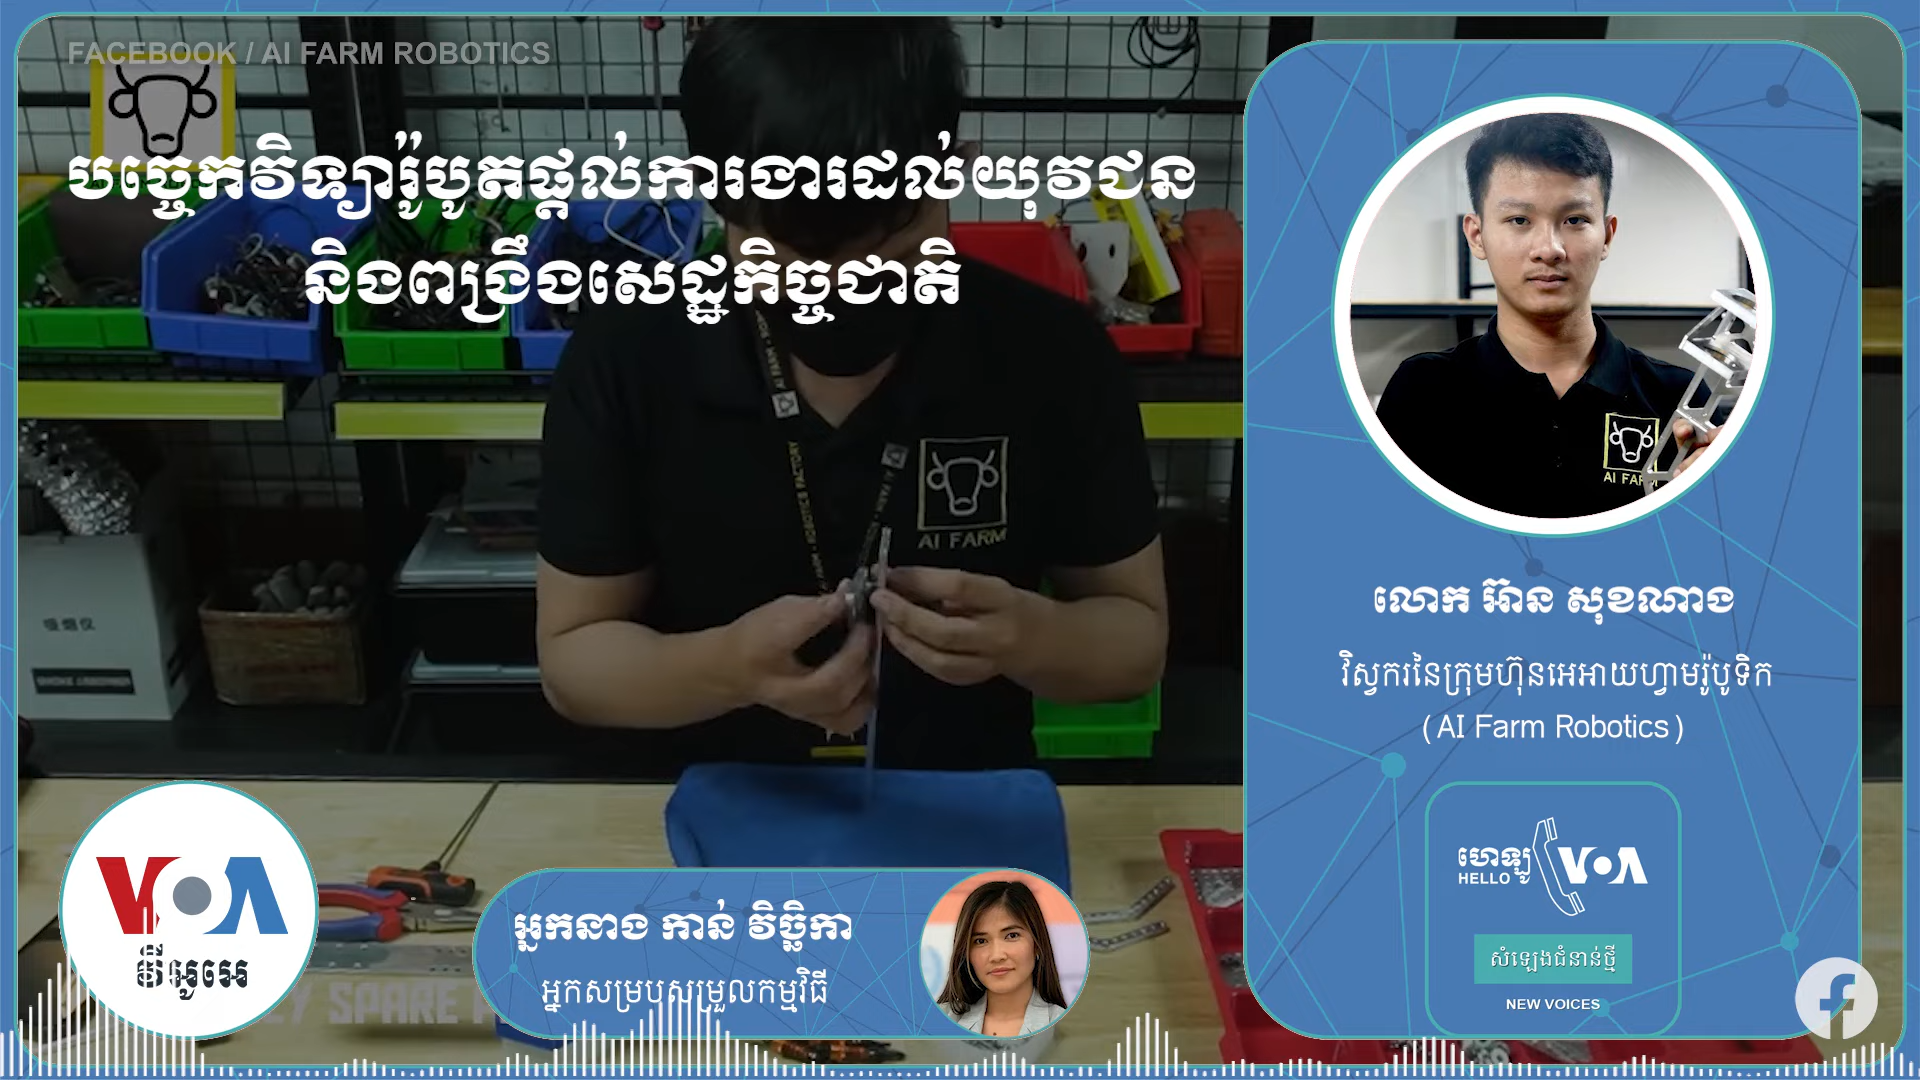 FACEBOOK / AI FARM ROBOTICS
បច្ចេកវិទ្យារ៉ូបូតផ្តល់ការងារដល់យុវជន
និងពង្រឹងសេដ្ឋកិច្ចជាតិ
AI FARM
AI FARM
លោក អ៊ាន សុខណាង
វិស្វករនៃក្រុមហ៊ុនអេអាយហ្វាមរ៉ូបូទិក
(AI Farm Robotics)
ហេឡូ
HELLO
VOA
សំឡេងជំនាន់ថ្មី
NEW VOICES
VOA
វីអូអេ
អ្នកនាង កាន់ វិច្ឆិកា
អ្នកសម្របសម្រួលកម្មវិធី